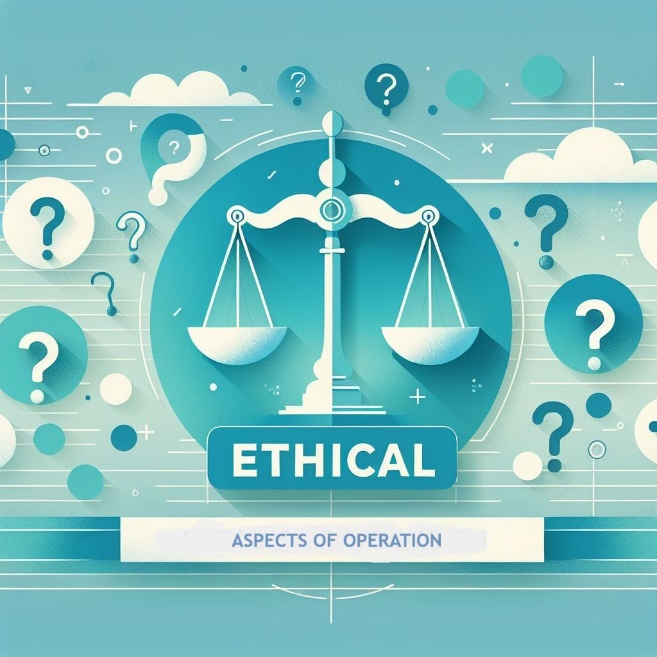 ETHICAL
ASPECTS OF OPERATION